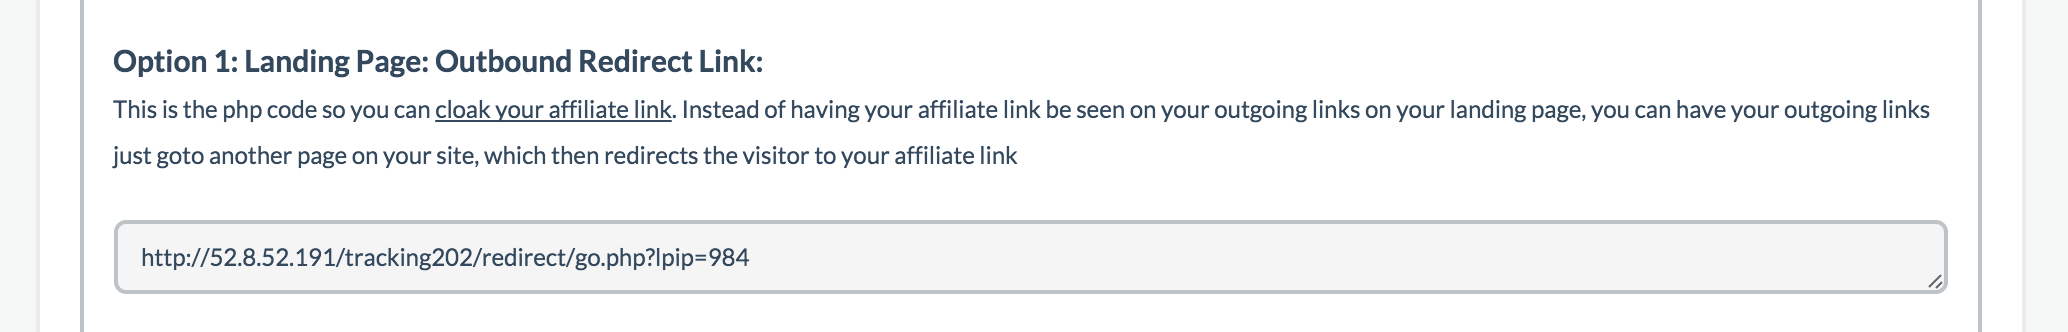 Option 1: Landing Page: Outbound Redirect Link:
This is the php code so you can cloak your affiliate link. Instead of having your affiliate link be seen on your outgoing links on your landing page, you can have your outgoing links
just goto another page on your site, which then redirects the visitor to your affiliate link
http://52.8.52.191/tracking202/redirect/go.php?lpip=984